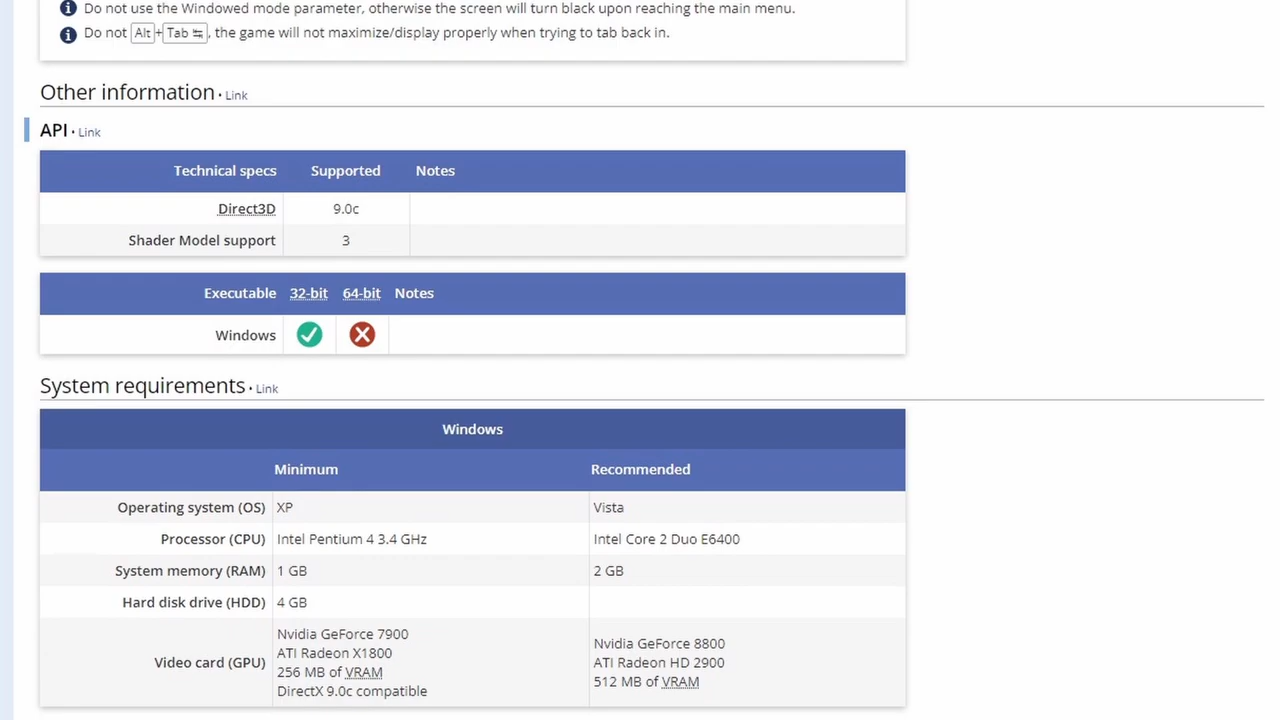 Do not use the Windowed mode parameter, otherwise the screen will turn black upon reaching the main menu.
Do not Alt+Tab ⇆, the game will not maximize/display properly when trying to tab back in.
Other information • Link
API • Link
Technical specs Supported Notes
Direct3D 9.0c
Shader Model support 3
Executable 32-bit 64-bit Notes
Windows
System requirements • Link
Windows
Minimum Recommended
Operating system (OS) XP Vista
Processor (CPU) Intel Pentium 4 3.4 GHz Intel Core 2 Duo E6400
System memory (RAM) 1 GB 2 GB
Hard disk drive (HDD) 4 GB
Video card (GPU)
Nvidia GeForce 7900
ATI Radeon X1800
256 MB of VRAM
DirectX 9.0c compatible
Nvidia GeForce 8800
ATI Radeon HD 2900
512 MB of VRAM